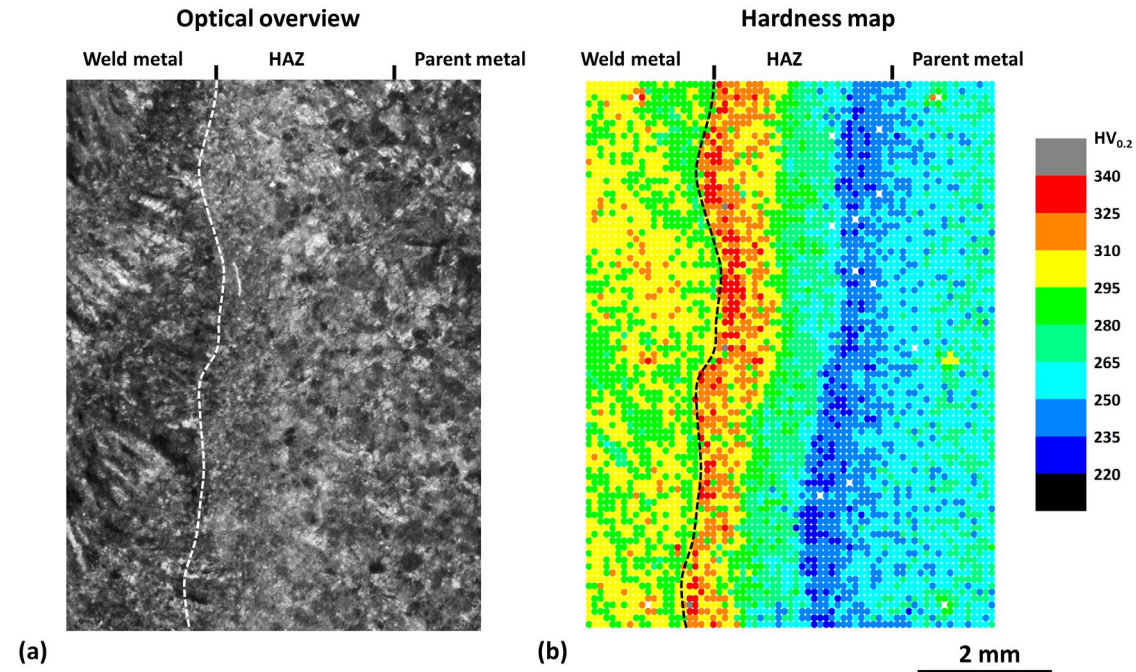 Optical overview
Hardness map
Weld metal HAZ Parent metal
Weld metal HAZ Parent metal
HV0.2
340
325
310
295
280
265
250
235
220
(a)
(b)
2 mm